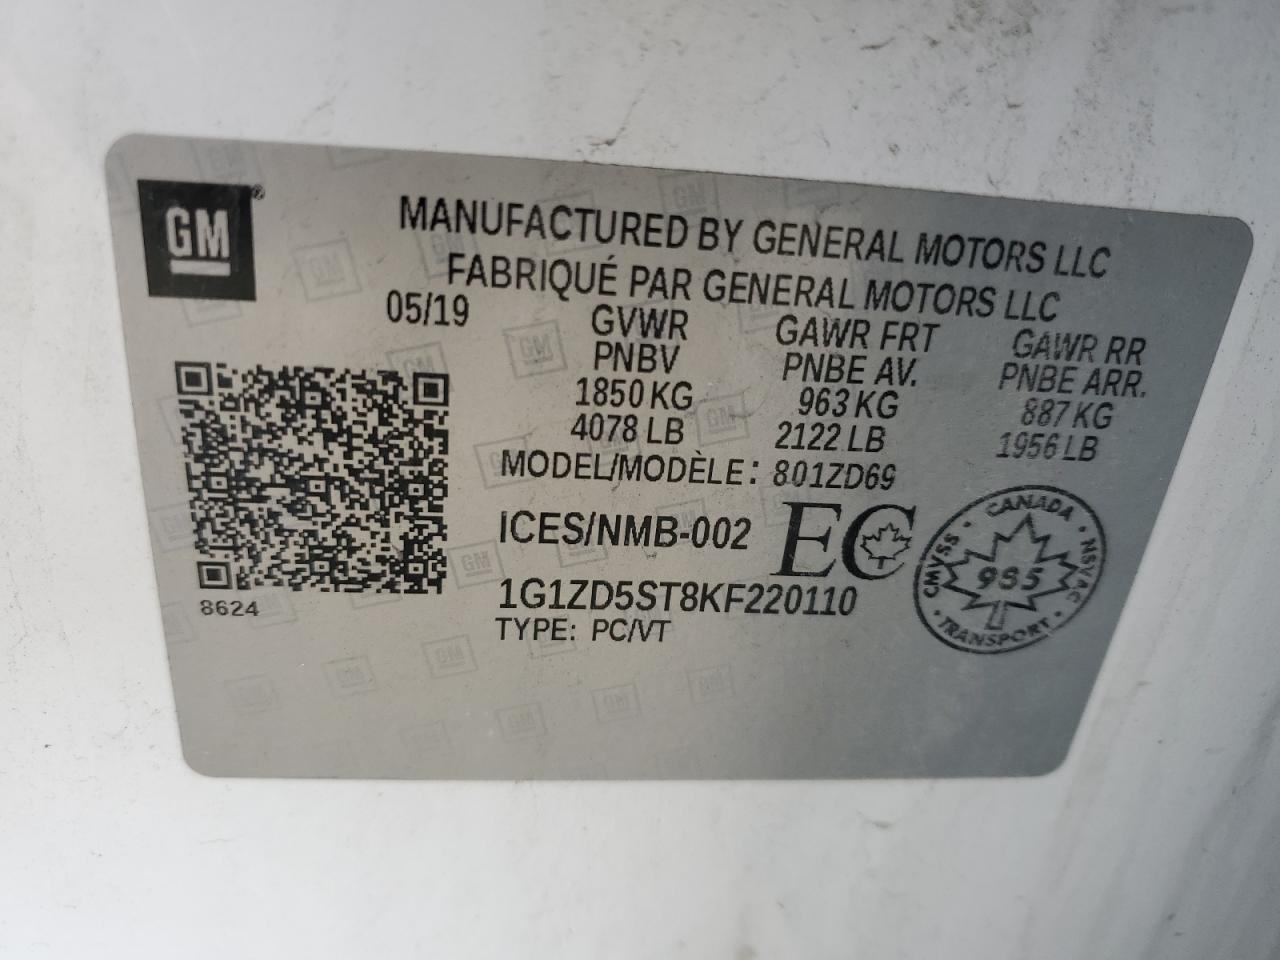 GM®
MANUFACTURED BY GENERAL MOTORS LLC
FABRIQUÉ PAR GENERAL MOTORS LLC
05/19
GVWR GAWR FRT GAWR RR
PNBV PNBE AV. PNBE ARR.
1850 KG 963 KG 887 KG
4078 LB 2122 LB 1956 LB
MODEL/MODÈLE: 801ZD69
ICES/NMB-002 EC
1G1ZD5ST8KF220110
TYPE: PC/VT
8624
CANADA
CMVSS 985 NSVAC
TRANSPORT